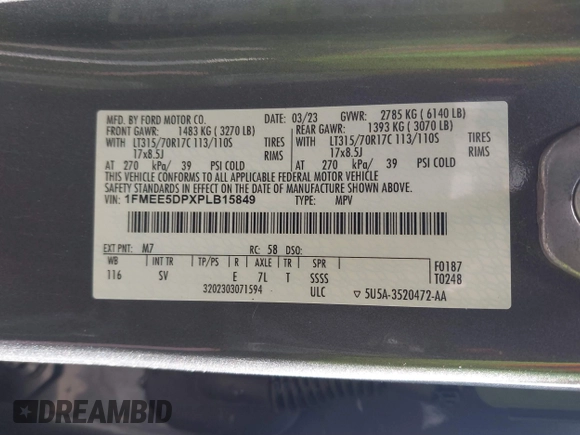 MFD. BY FORD MOTOR CO. 03/23 GVWR: 2785 KG ( 6140 LB)
FRONT GAWR: 1483 KG ( 3270 LB) REAR GAWR: 1393 KG ( 3070 LB)
WITH LT315/70R17C 113/110S TIRES WITH LT315/70R17C 113/110S TIRES
17x8.5J RIMS 17x8.5J RIMS
AT 270 kPa/ 39 PSI COLD AT 270 kPa/ 39 PSI COLD
THIS VEHICLE CONFORMS TO ALL APPLICABLE FEDERAL MOTOR VEHICLE
SAFETY AND THEFT PREVENTION STANDARDS IN EFFECT ON THE DATE OF MANUFACTURE SHOWN ABOVE.
VIN: 1FMEE5DPXPLB15849 TYPE: MPV
EXT PNT: M7 RC: 58 DSO:
WB INT TR TP/PS R AXLE TR SPR F0187
116 SV E 7L T SSSS T0248
3202303071594 ULC ▽ 5U5A-3520472-AA
DREAMBID